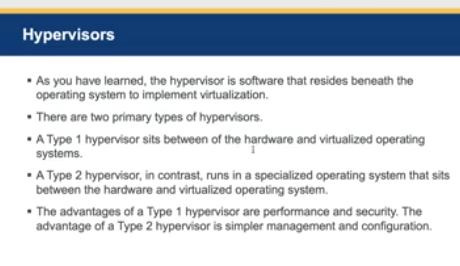 Hypervisors
▪ As you have learned, the hypervisor is software that resides beneath the
operating system to implement virtualization.
▪ There are two primary types of hypervisors.
▪ A Type 1 hypervisor sits between of the hardware and virtualized operating
systems.
▪ A Type 2 hypervisor, in contrast, runs in a specialized operating system that sits
between the hardware and virtualized operating system.
▪ The advantages of a Type 1 hypervisor are performance and security. The
advantage of a Type 2 hypervisor is simpler management and configuration.